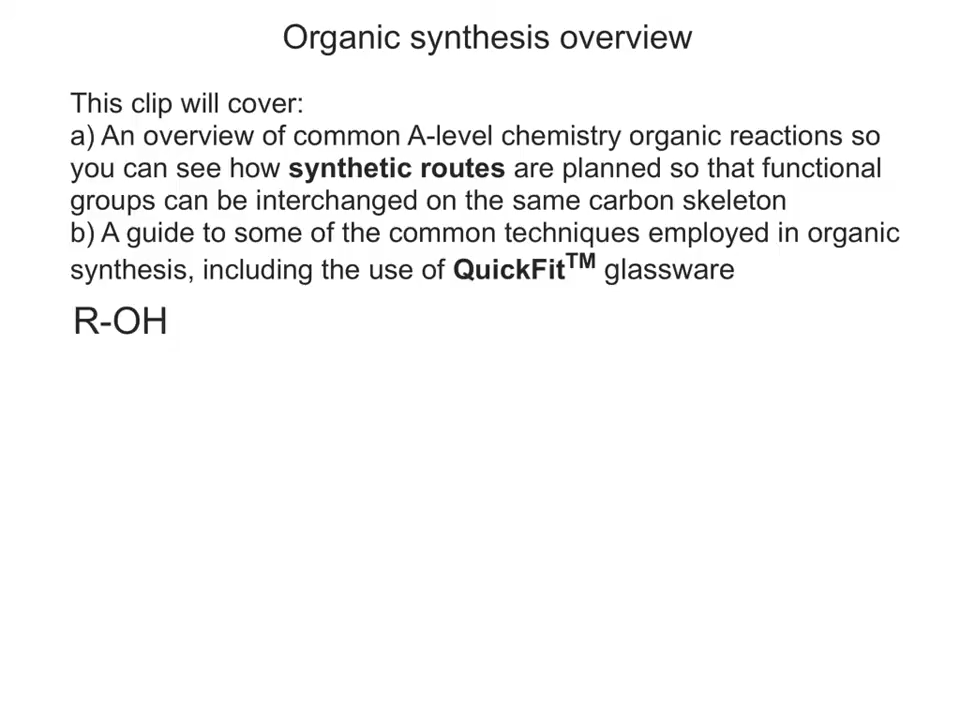 Organic synthesis overview
This clip will cover:
a) An overview of common A-level chemistry organic reactions so
you can see how synthetic routes are planned so that functional
groups can be interchanged on the same carbon skeleton
b) A guide to some of the common techniques employed in organic
synthesis, including the use of QuickFit™ glassware
R-OH